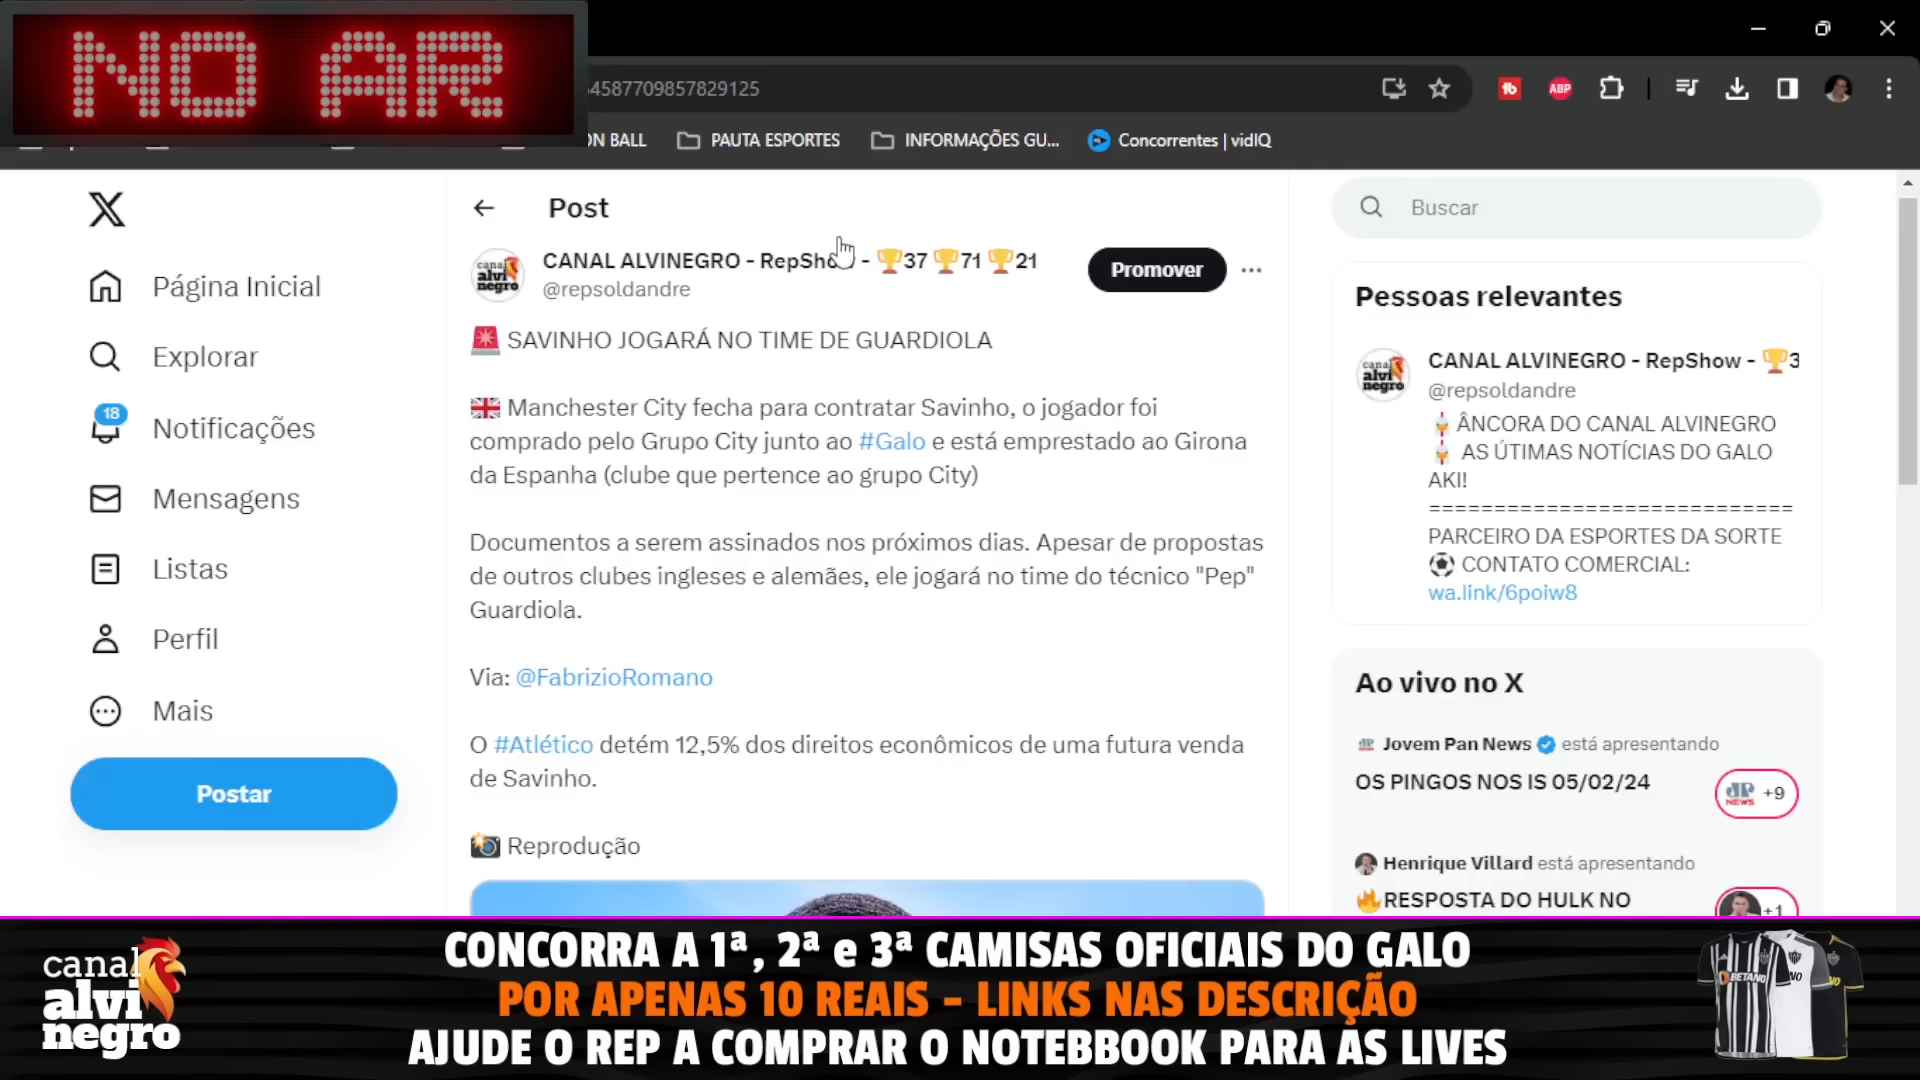 NO AR
64587709857829125
ON BALL
PAUTA ESPORTES
INFORMAÇÕES GU...
Concorrentes | vidIQ
Página Inicial
Explorar
18
Notificações
Mensagens
Listas
Perfil
Mais
Postar
Post
CANAL ALVINEGRO - RepShow - 🏆37 🏆71 🏆21
@repsoldandre
Promover
🚨 SAVINHO JOGARÁ NO TIME DE GUARDIOLA
🇬🇧 Manchester City fecha para contratar Savinho, o jogador foi
comprado pelo Grupo City junto ao #Galo e está emprestado ao Girona
da Espanha (clube que pertence ao grupo City)
Documentos a serem assinados nos próximos dias. Apesar de propostas
de outros clubes ingleses e alemães, ele jogará no time do técnico "Pep"
Guardiola.
Via: @FabrizioRomano
O #Atlético detém 12,5% dos direitos econômicos de uma futura venda
de Savinho.
📸 Reprodução
Buscar
Pessoas relevantes
CANAL ALVINEGRO - RepShow - 🏆3
@repsoldandre
ÂNCORA DO CANAL ALVINEGRO
AS ÚTIMAS NOTÍCIAS DO GALO
AKI!
============================
PARCEIRO DA ESPORTES DA SORTE
⚽ CONTATO COMERCIAL:
wa.link/6poiw8
Ao vivo no X
Jovem Pan News está apresentando
OS PINGOS NOS IS 05/02/24
JP NEWS +9
Henrique Villard está apresentando
🔥RESPOSTA DO HULK NO
+1
canal alvi negro
CONCORRA A 1ª, 2ª e 3ª CAMISAS OFICIAIS DO GALO
POR APENAS 10 REAIS - LINKS NAS DESCRIÇÃO
AJUDE O REP A COMPRAR O NOTEBBOOK PARA AS LIVES
BETANO